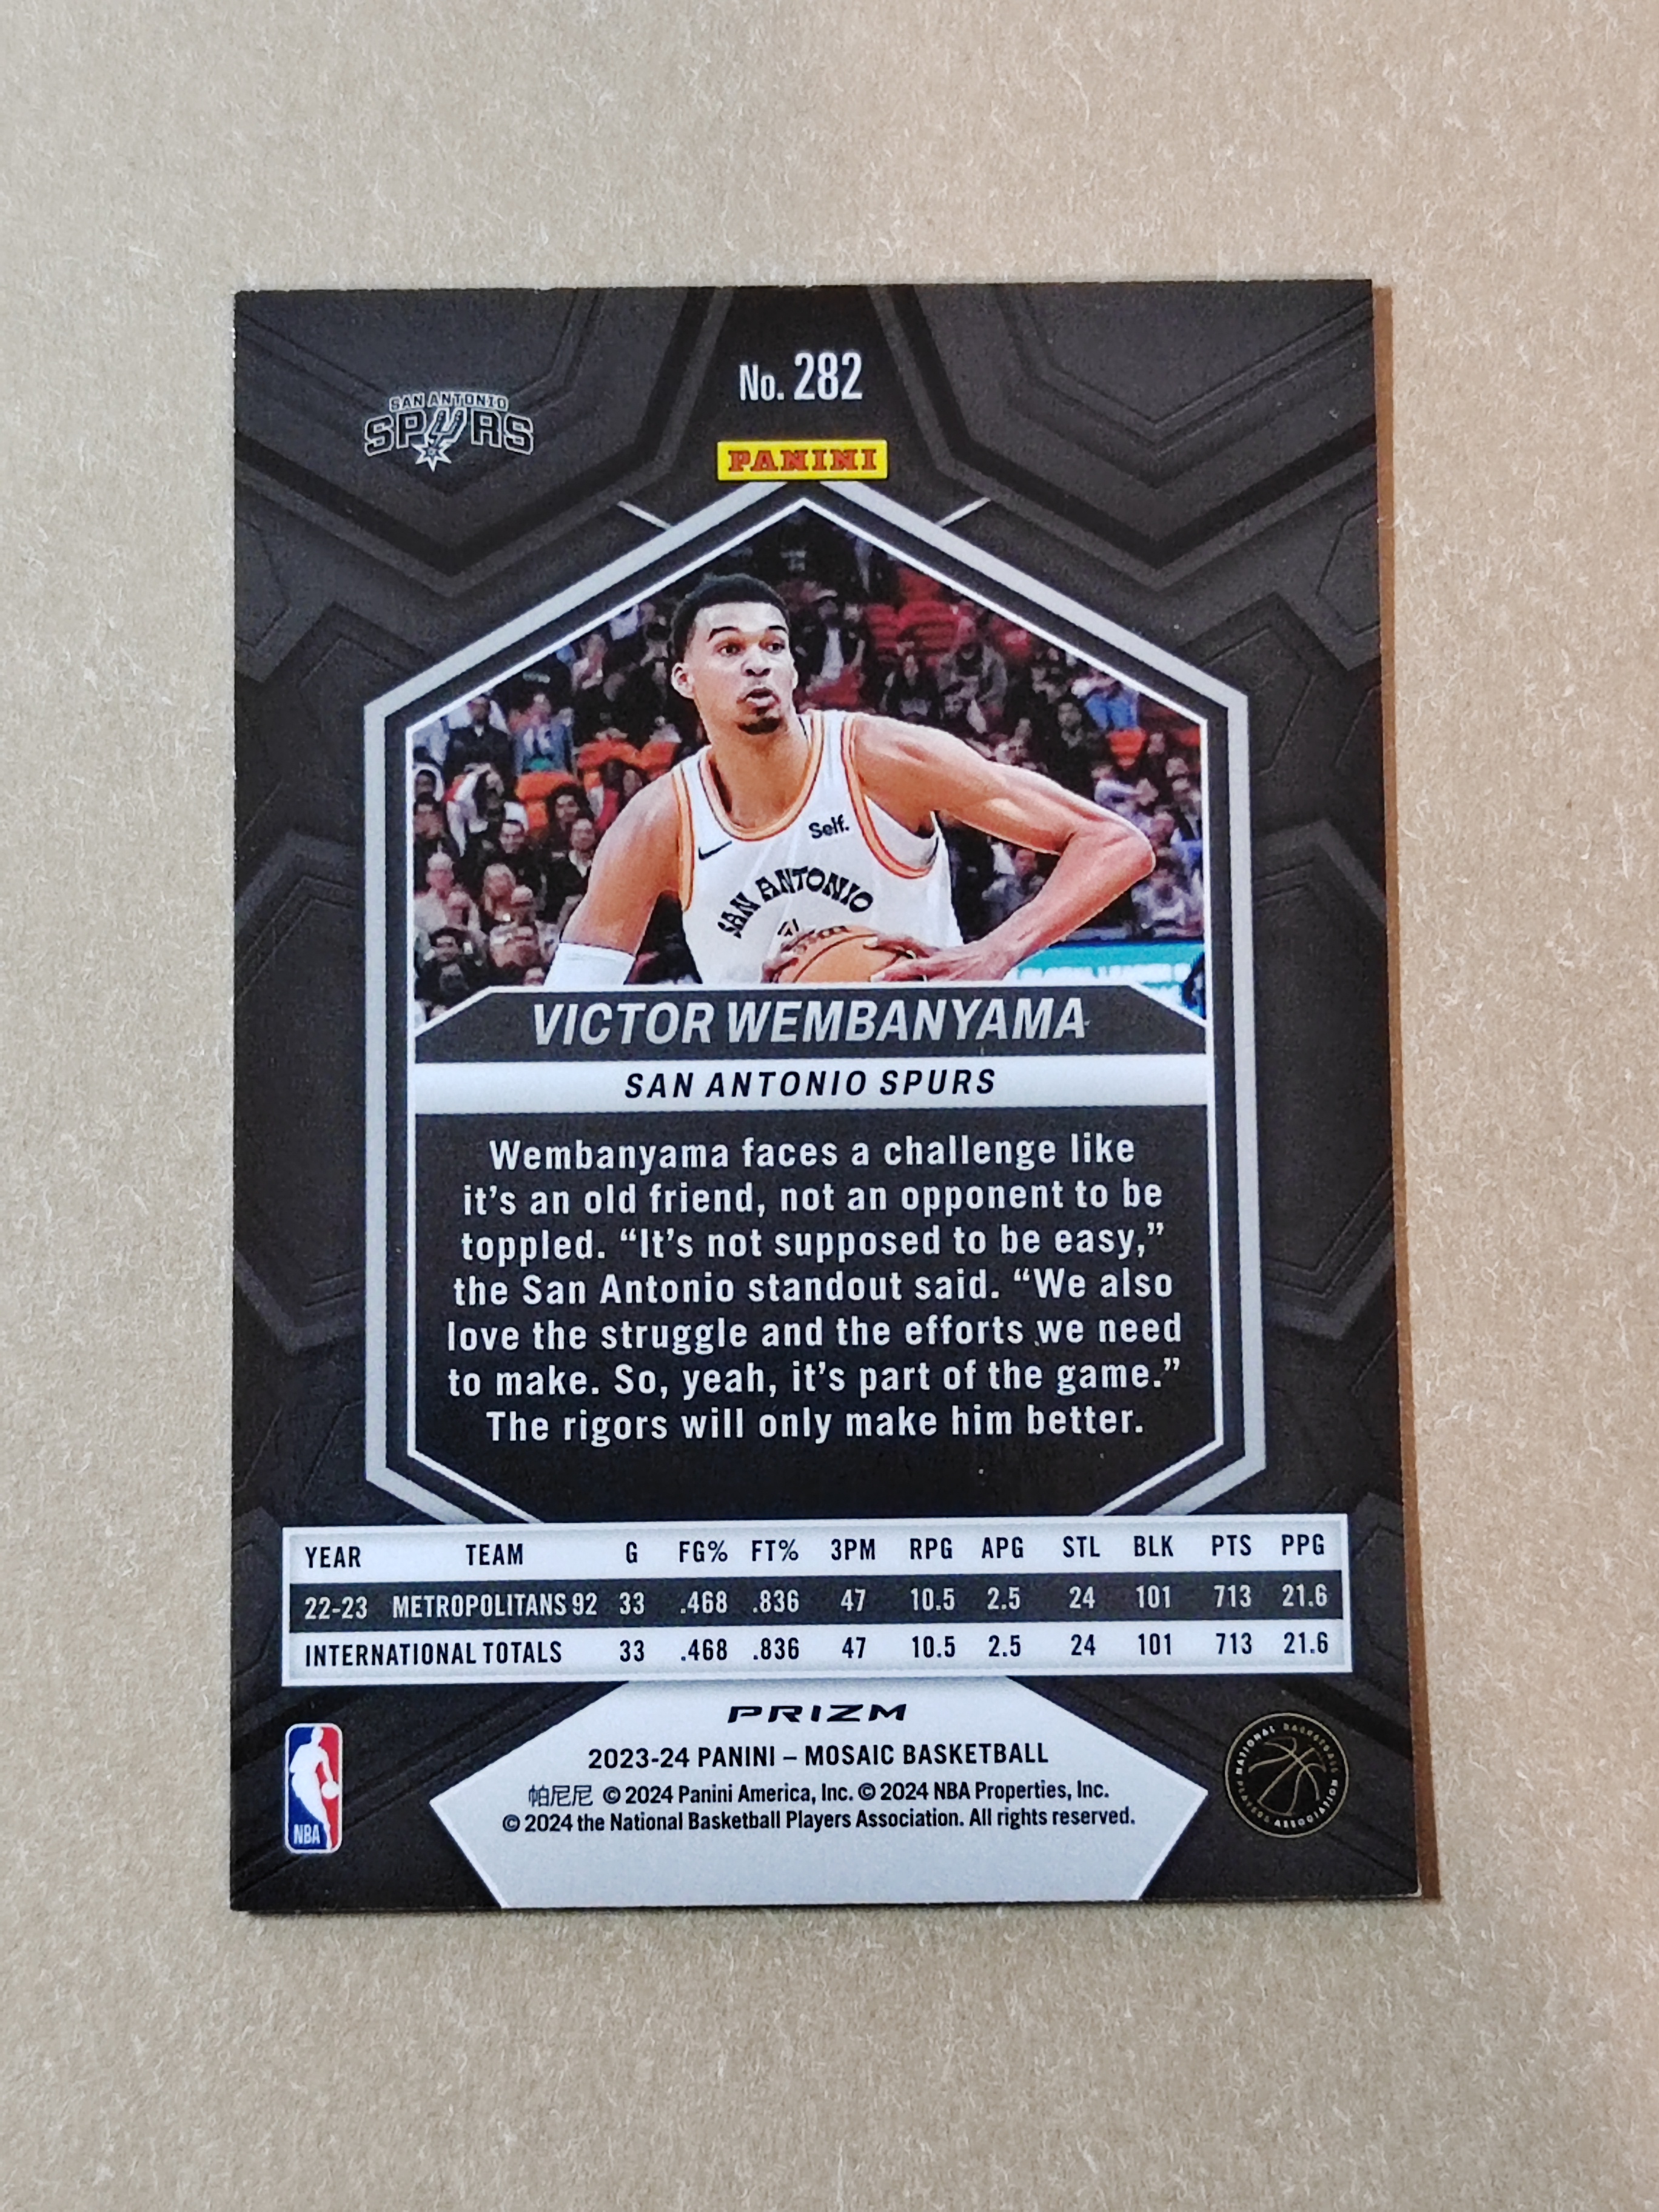 No. 282
SAN ANTONIO
SPURS
PANINI
Self.
SAN ANTONIO
VICTOR WEMBANYAMA
SAN ANTONIO SPURS
Wembanyama faces a challenge like
it’s an old friend, not an opponent to be
toppled. “It’s not supposed to be easy,”
the San Antonio standout said. “We also
love the struggle and the efforts we need
to make. So, yeah, it’s part of the game.”
The rigors will only make him better.
YEAR TEAM G FG% FT% 3PM RPG APG STL BLK PTS PPG
22-23 METROPOLITANS 92 33 .468 .836 47 10.5 2.5 24 101 713 21.6
INTERNATIONAL TOTALS 33 .468 .836 47 10.5 2.5 24 101 713 21.6
PRIZM
2023-24 PANINI – MOSAIC BASKETBALL
帕尼尼 © 2024 Panini America, Inc. © 2024 NBA Properties, Inc.
© 2024 the National Basketball Players Association. All rights reserved.
NBA
NATIONAL BASKETBALL PLAYERS ASSOCIATION